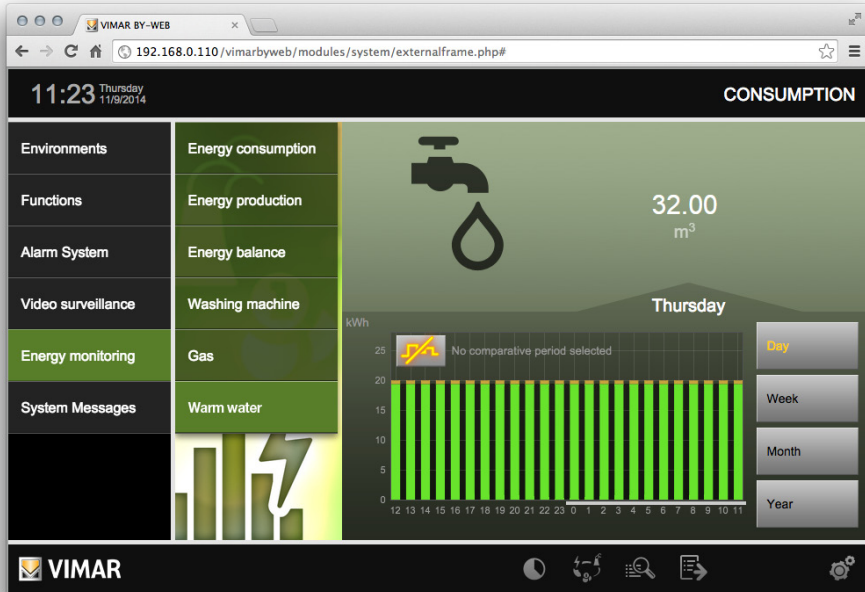 VIMAR BY-WEB
192.168.0.110/vimarbyweb/modules/system/externalframe.php#
11:23 Thursday
11/9/2014
CONSUMPTION
Environments
Functions
Alarm System
Video surveillance
Energy monitoring
System Messages
Energy consumption
Energy production
Energy balance
Washing machine
Gas
Warm water
32.00
m³
Thursday
kWh
No comparative period selected
25
20
15
10
5
0
12 13 14 15 16 17 18 19 20 21 22 23 0 1 2 3 4 5 6 7 8 9 10 11
Day
Week
Month
Year
VIMAR